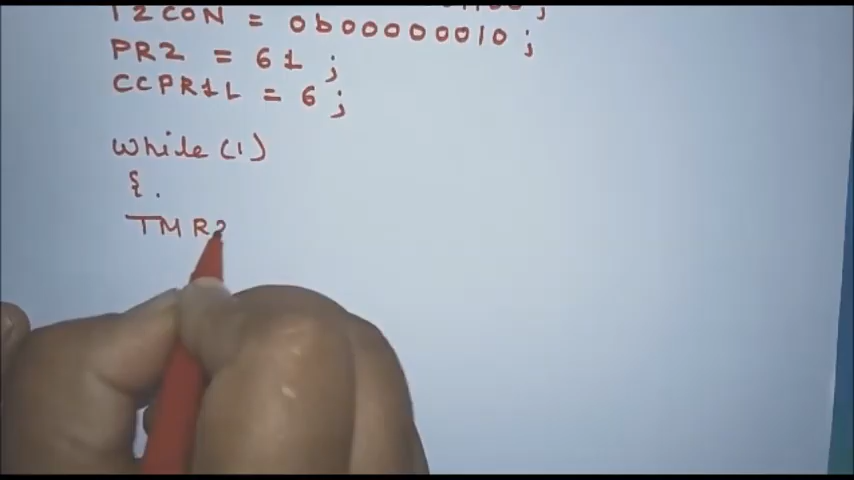 T2CON = 0b00000010;
PR2 = 61;
CCPR1L = 6;
while(1)
{.
TMR2